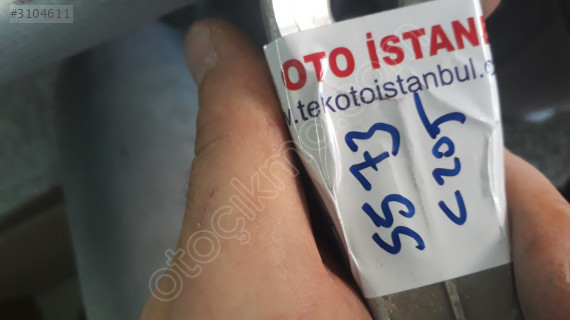 #3104611
OTO İSTAN
w.tekotoistanbul.c
5573
C205
otoçıkma